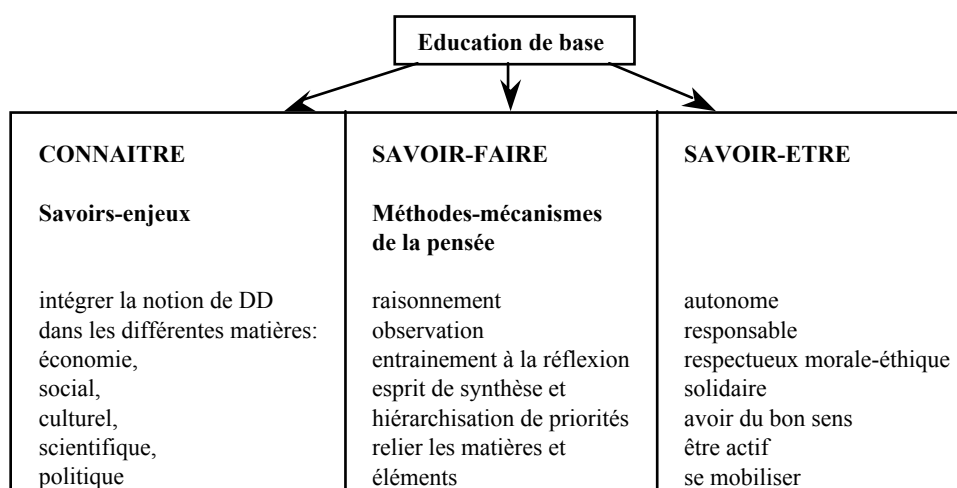 Education de base
CONNAITRE
Savoirs-enjeux
intégrer la notion de DD
dans les différentes matières:
économie,
social,
culturel,
scientifique,
politique
SAVOIR-FAIRE
Méthodes-mécanismes
de la pensée
raisonnement
observation
entrainement à la réflexion
esprit de synthèse et
hiérarchisation de priorités
relier les matières et
éléments
SAVOIR-ETRE
autonome
responsable
respectueux morale-éthique
solidaire
avoir du bon sens
être actif
se mobiliser